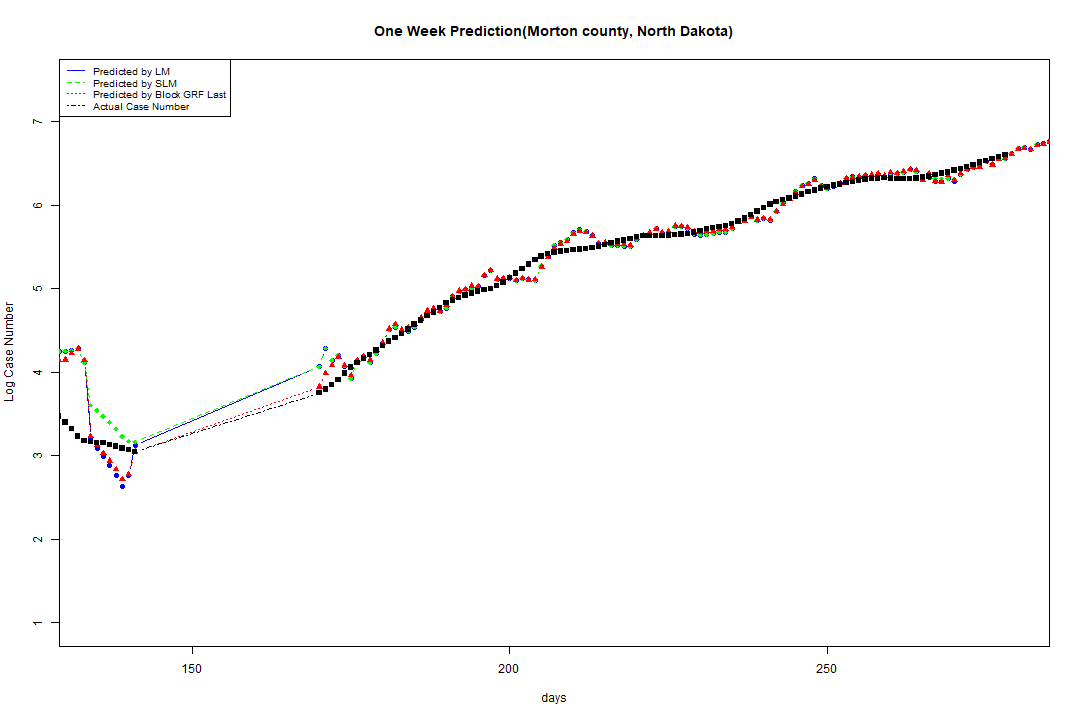 One Week Prediction(Morton county, North Dakota)
Predicted by LM
Predicted by SLM
Predicted by Block GRF Last
Actual Case Number
7
6
5
4
3
2
1
Log Case Number
150 200 250
days